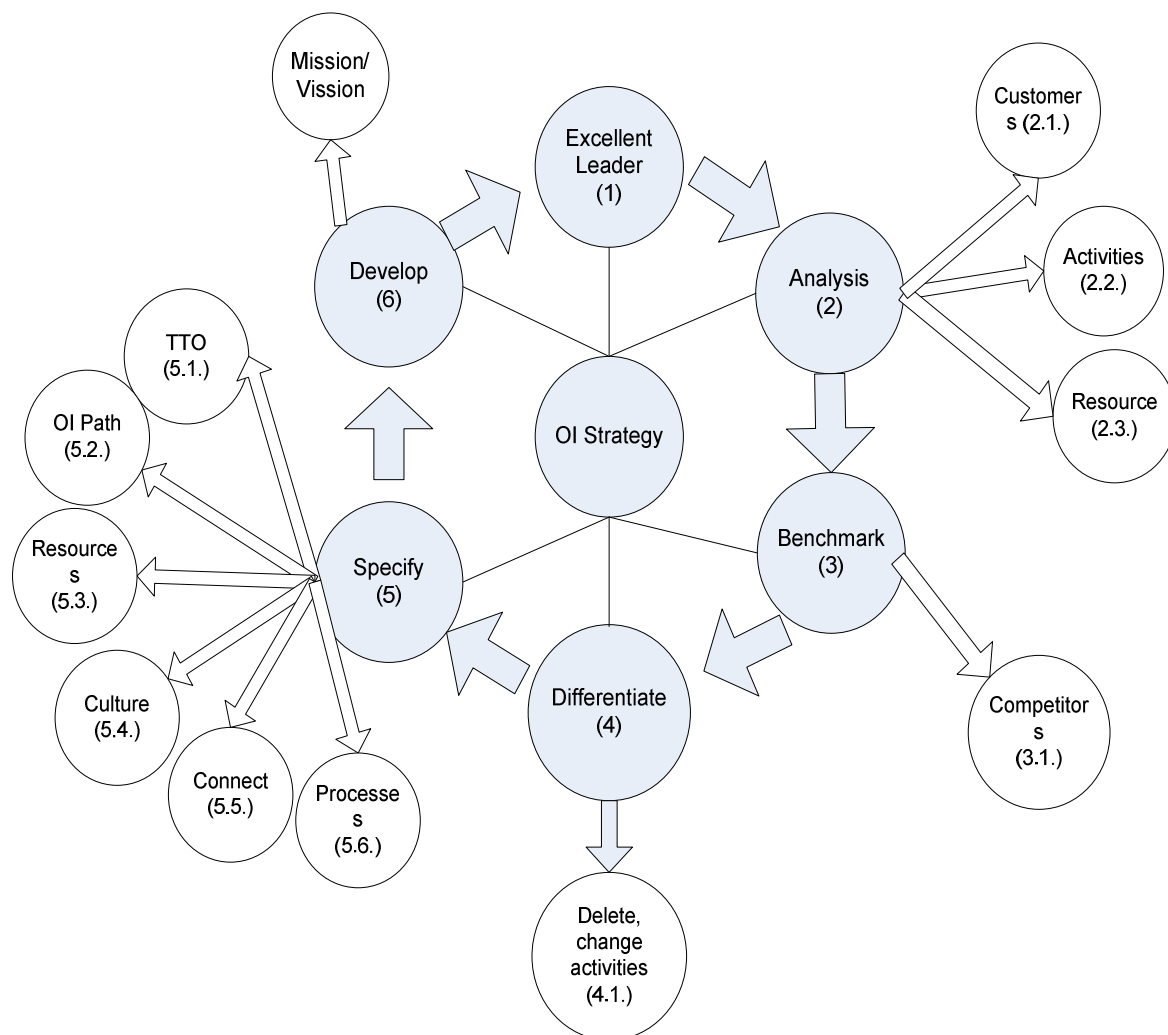 Mission/
Vission
Excellent
Leader
(1)
Customer
s (2.1.)
Activities
(2.2.)
Resource
(2.3.)
Analysis
(2)
Develop
(6)
TTO
(5.1.)
OI Path
(5.2.)
OI Strategy
Resource
s
(5.3.)
Specify
(5)
Benchmark
(3)
Culture
(5.4.)
Connect
(5.5.)
Processe
s
(5.6.)
Differentiate
(4)
Competitor
s
(3.1.)
Delete,
change
activities
(4.1.)